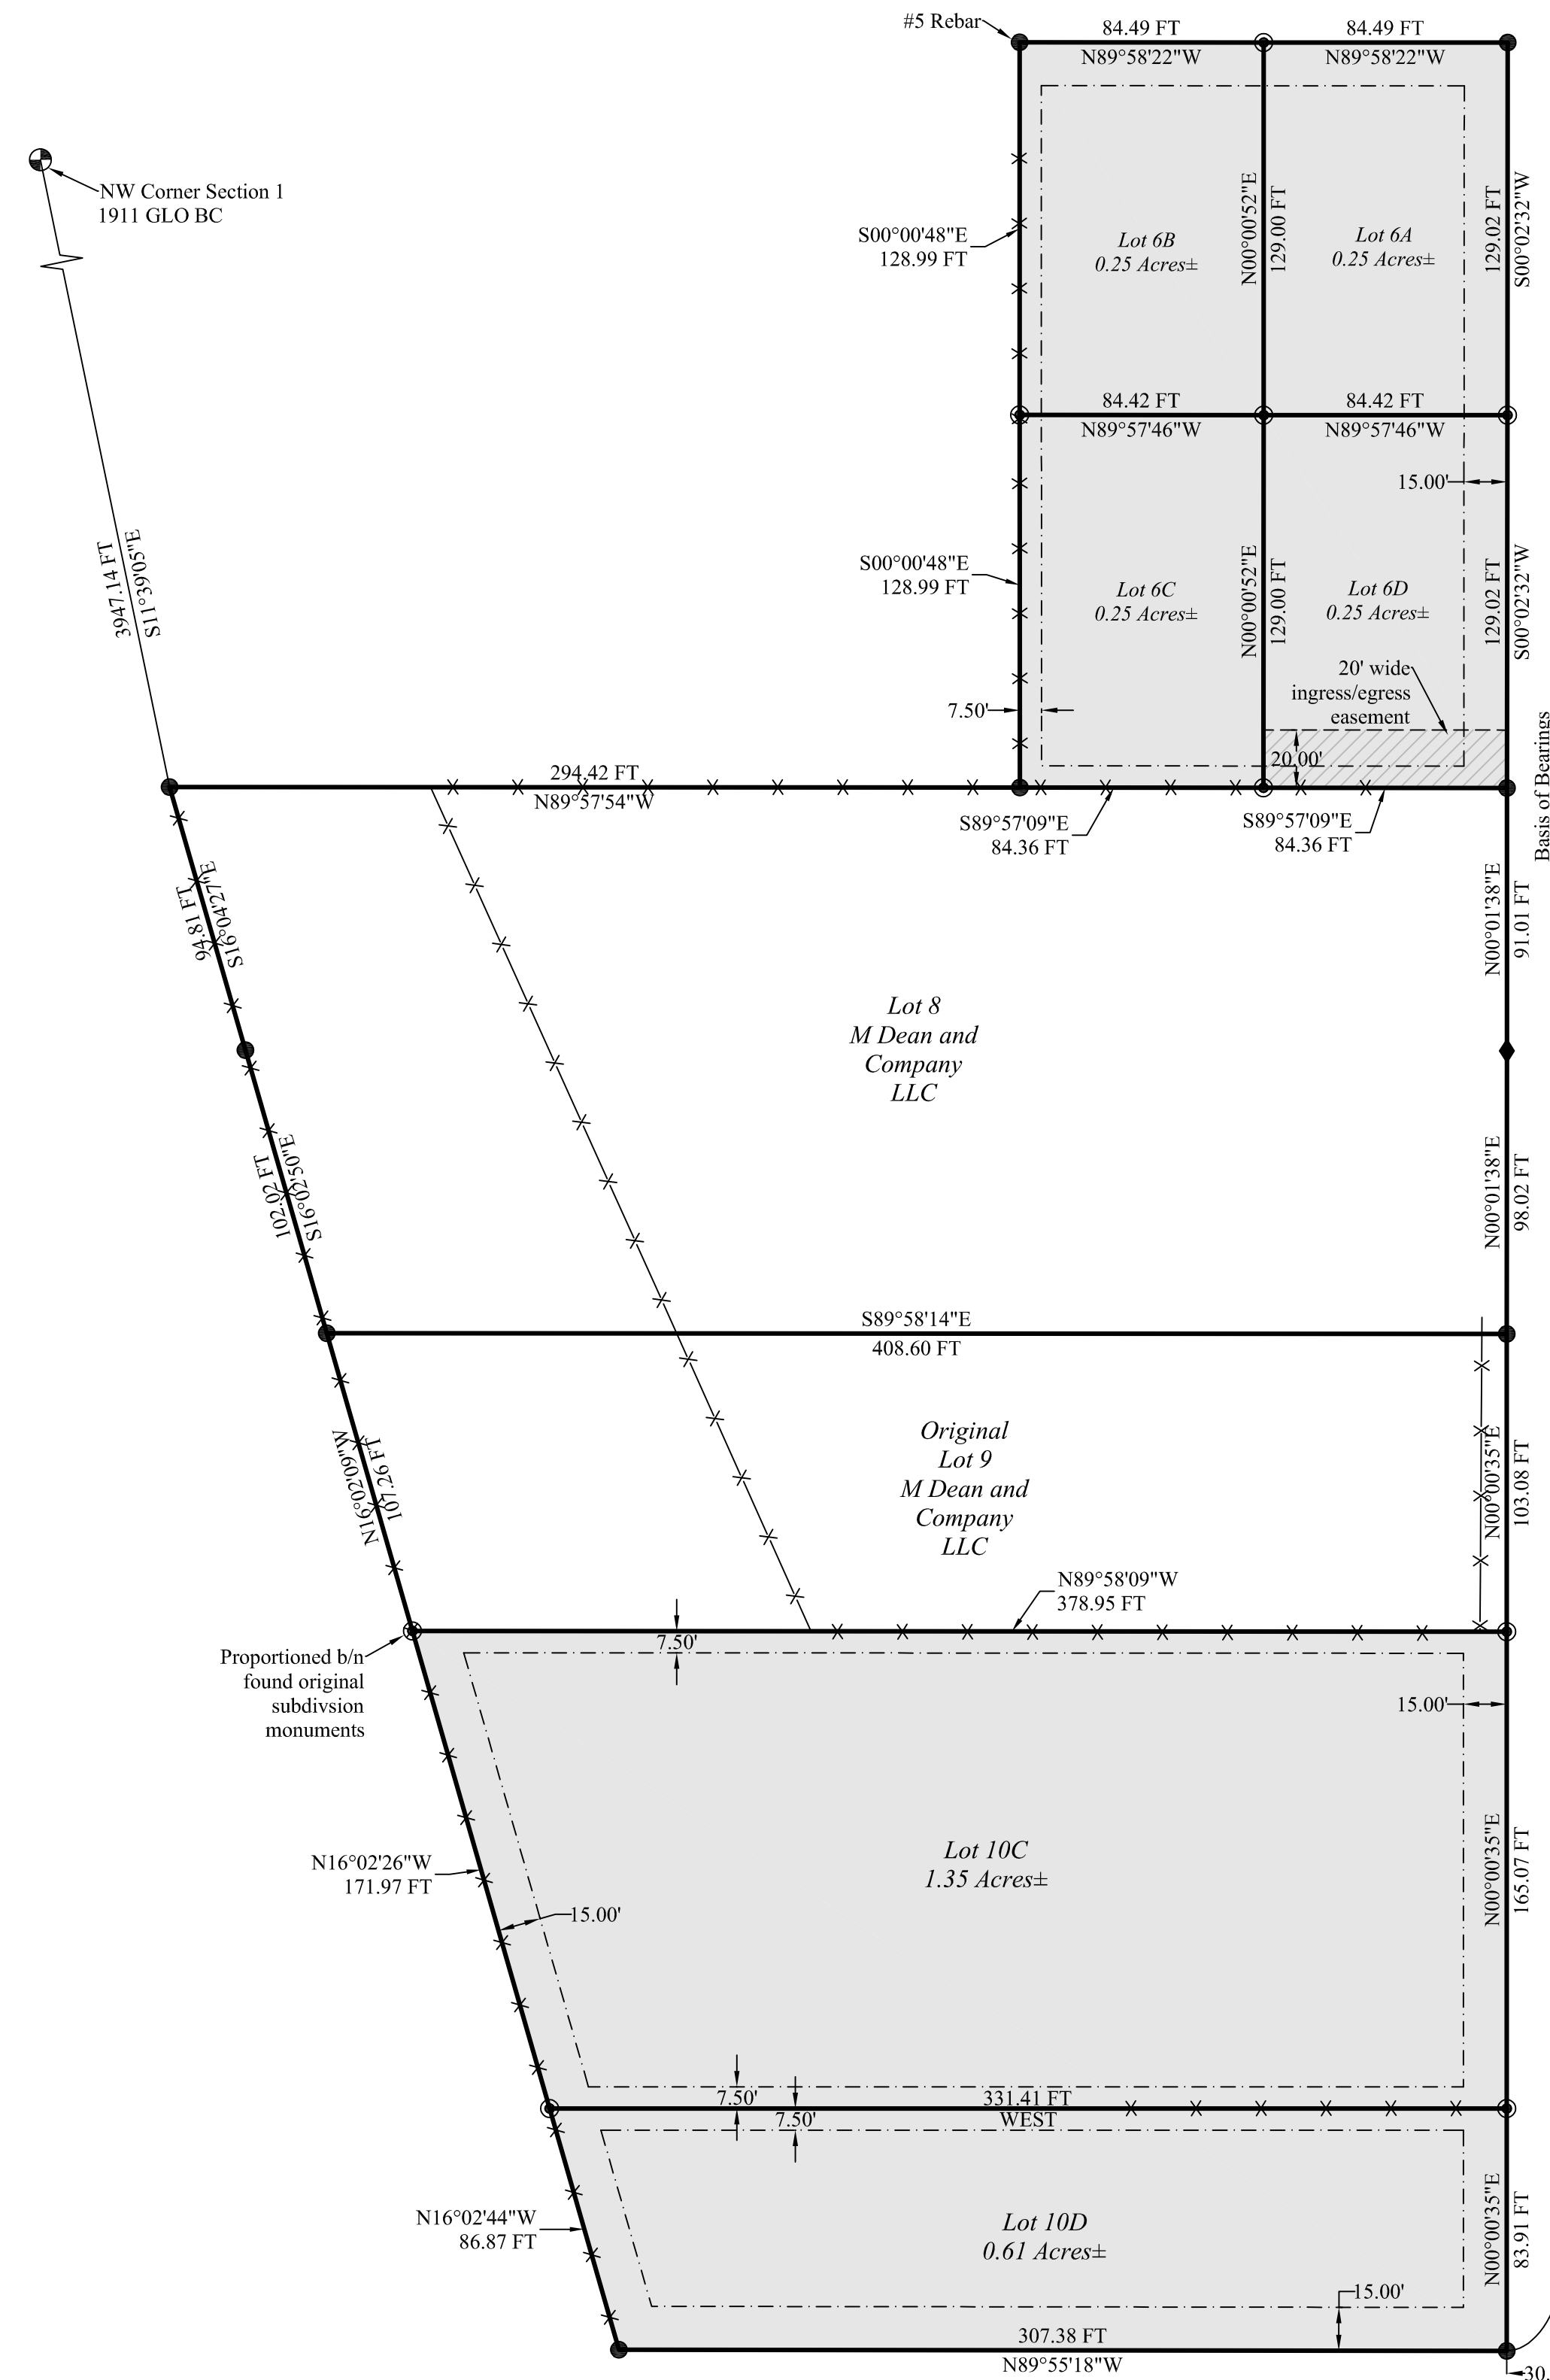 #5 Rebar
84.49 FT
N89°58'22"W
84.49 FT
N89°58'22"W
NW Corner Section 1
1911 GLO BC
S00°00'48"E
128.99 FT
Lot 6B
0.25 Acres±
N00°00'52"E
129.00 FT
Lot 6A
0.25 Acres±
129.02 FT
S00°02'32"W
84.42 FT
N89°57'46"W
84.42 FT
N89°57'46"W
15.00'
3947.14 FT
S11°39'05"E
S00°00'48"E
128.99 FT
Lot 6C
0.25 Acres±
N00°00'52"E
129.00 FT
Lot 6D
0.25 Acres±
129.02 FT
S00°02'32"W
20' wide
ingress/egress
easement
7.50'
20.00'
Basis of Bearings
294.42 FT
N89°57'54"W
S89°57'09"E
84.36 FT
S89°57'09"E
84.36 FT
94.81 FT
S16°04'27"E
N00°01'38"E
91.01 FT
Lot 8
M Dean and
Company
LLC
102.02 FT
S16°02'50"E
N00°01'38"E
98.02 FT
S89°58'14"E
408.60 FT
N16°02'09"W
107.26 FT
Original
Lot 9
M Dean and
Company
LLC
N00°00'35"E
103.08 FT
N89°58'09"W
378.95 FT
7.50'
Proportioned b/n
found original
subdivsion
monuments
15.00'
N16°02'26"W
171.97 FT
Lot 10C
1.35 Acres±
N00°00'35"E
165.07 FT
15.00'
7.50'
331.41 FT
7.50'
WEST
N16°02'44"W
86.87 FT
Lot 10D
0.61 Acres±
N00°00'35"E
83.91 FT
15.00'
307.38 FT
N89°55'18"W
30.